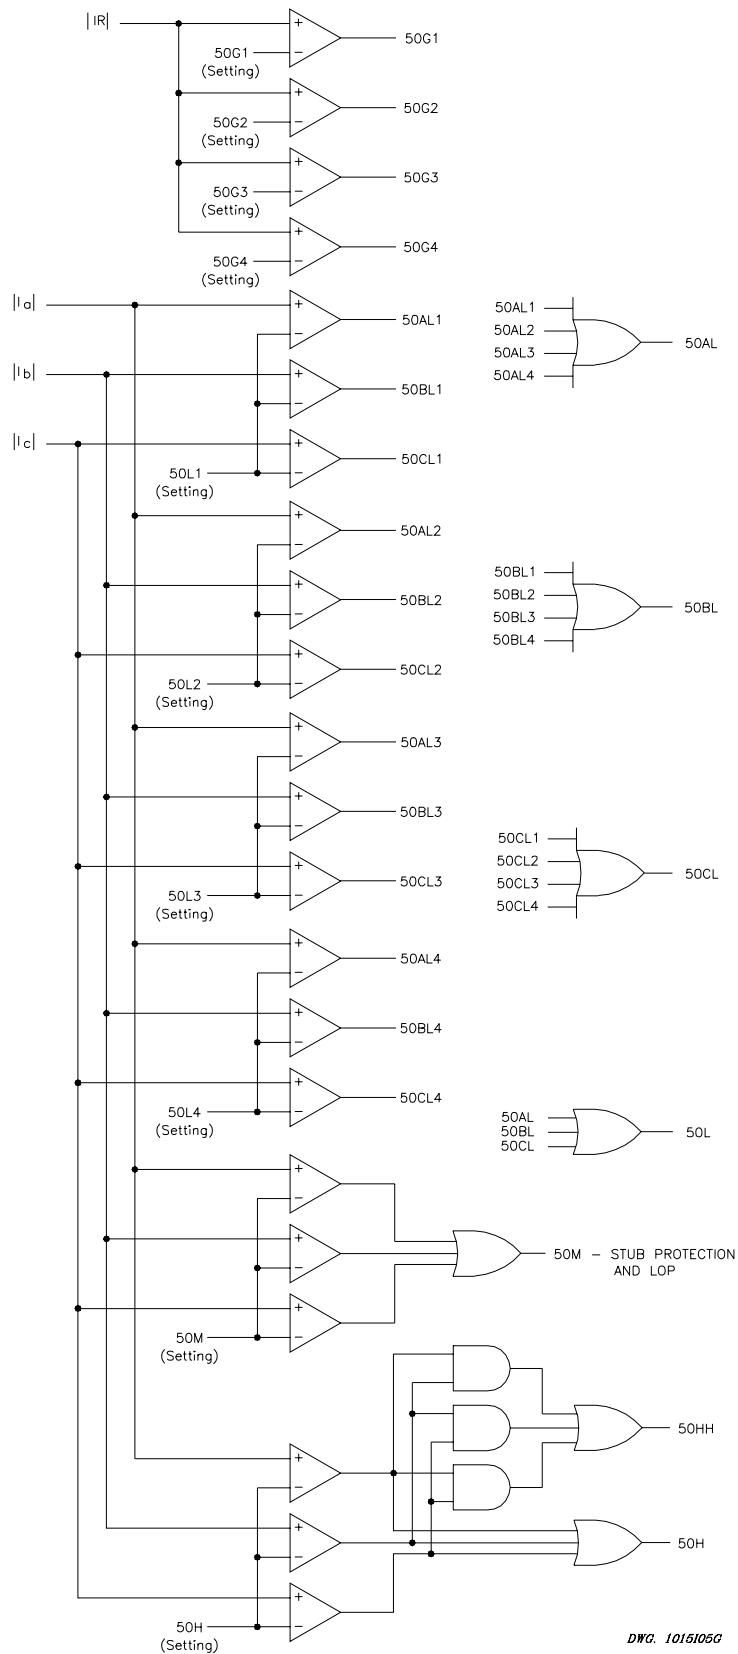 |IR|
+
50G1 −
(Setting)
50G1
+
50G2 −
(Setting)
50G2
+
50G3 −
(Setting)
50G3
+
50G4 −
(Setting)
50G4
|Ia|
+
−
50AL1
|Ib|
+
−
50BL1
|Ic|
+
50L1 −
(Setting)
50CL1
+
−
50AL2
+
−
50BL2
+
50L2 −
(Setting)
50CL2
+
−
50AL3
+
−
50BL3
+
50L3 −
(Setting)
50CL3
+
−
50AL4
+
−
50BL4
+
50L4 −
(Setting)
50CL4
+
−
+
−
+
50M −
(Setting)
50M − STUB PROTECTION
AND LOP
+
−
+
−
+
50H −
(Setting)
50HH
50H
50AL1
50AL2
50AL3
50AL4
50AL
50BL1
50BL2
50BL3
50BL4
50BL
50CL1
50CL2
50CL3
50CL4
50CL
50AL
50BL
50CL
50L
DWG. 1015I05G